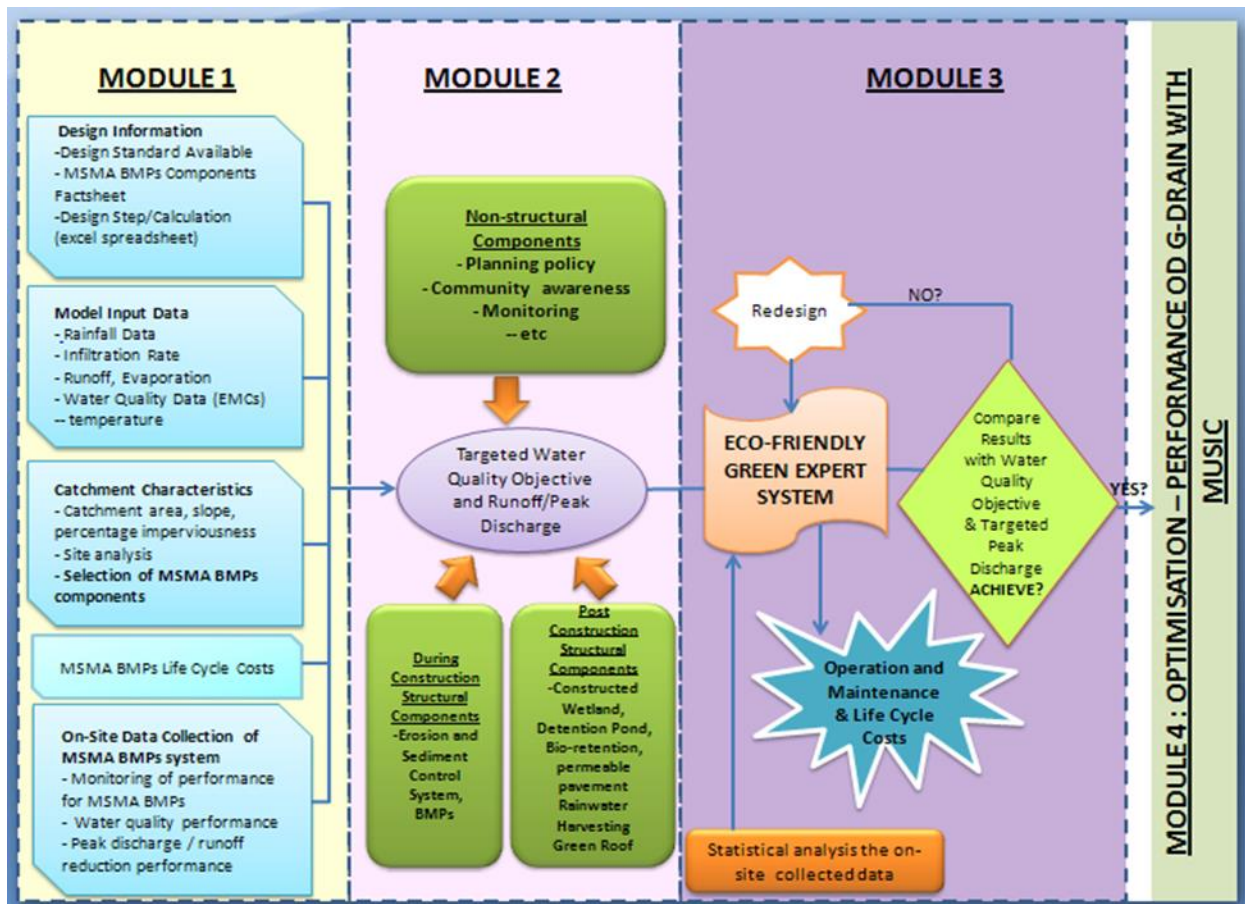 MODULE 1
Design Information
-Design Standard Available
- MSMA BMPs Components
Factsheet
-Design Step/Calculation
(excel spreadsheet)
Model Input Data
-Rainfall Data
- Infiltration Rate
- Runoff, Evaporation
- Water Quality Data (EMCs)
-- temperature
Catchment Characteristics
- Catchment area, slope,
percentage imperviousness
- Site analysis
- Selection of MSMA BMPs
components
MSMA BMPs Life Cycle Costs
On-Site Data Collection of
MSMA BMPs system
- Monitoring of performance
for MSMA BMPs
- Water quality performance
- Peak discharge / runoff
reduction performance
MODULE 2
Non-structural
Components
- Planning policy
- Community awareness
- Monitoring
-- etc
Targeted Water
Quality Objective
and Runoff/Peak
Discharge
During
Construction
Structural
Components
-Erosion and
Sediment
Control
System,
BMPs
Post
Construction
Structural
Components
-Constructed
Wetland,
Detention Pond,
Bio-retention,
permeable
pavement
Rainwater
Harvesting
Green Roof
MODULE 3
Redesign
NO?
ECO-FRIENDLY
GREEN EXPERT
SYSTEM
Compare
Results
with Water
Quality
Objective
& Targeted
Peak
Discharge
ACHIEVE?
YES?
Operation and
Maintenance
& Life Cycle
Costs
Statistical analysis the on-
site collected data
MODULE 4 : OPTIMISATION – PERFORMANCE OD G-DRAIN WITH
MUSIC